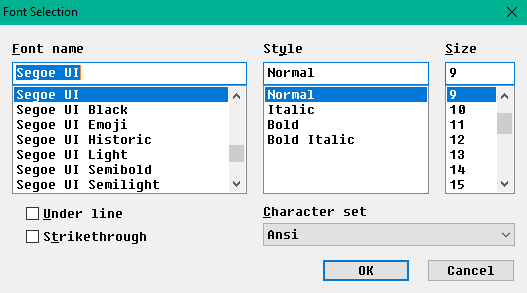 Font Selection
Font name
Style
Size
Segoe UI
Normal
9
Segoe UI
Segoe UI Black
Segoe UI Emoji
Segoe UI Historic
Segoe UI Light
Segoe UI Semibold
Segoe UI Semilight
Normal
Italic
Bold
Bold Italic
9
10
11
12
13
14
15
Under line
Strikethrough
Character set
Ansi
OK
Cancel